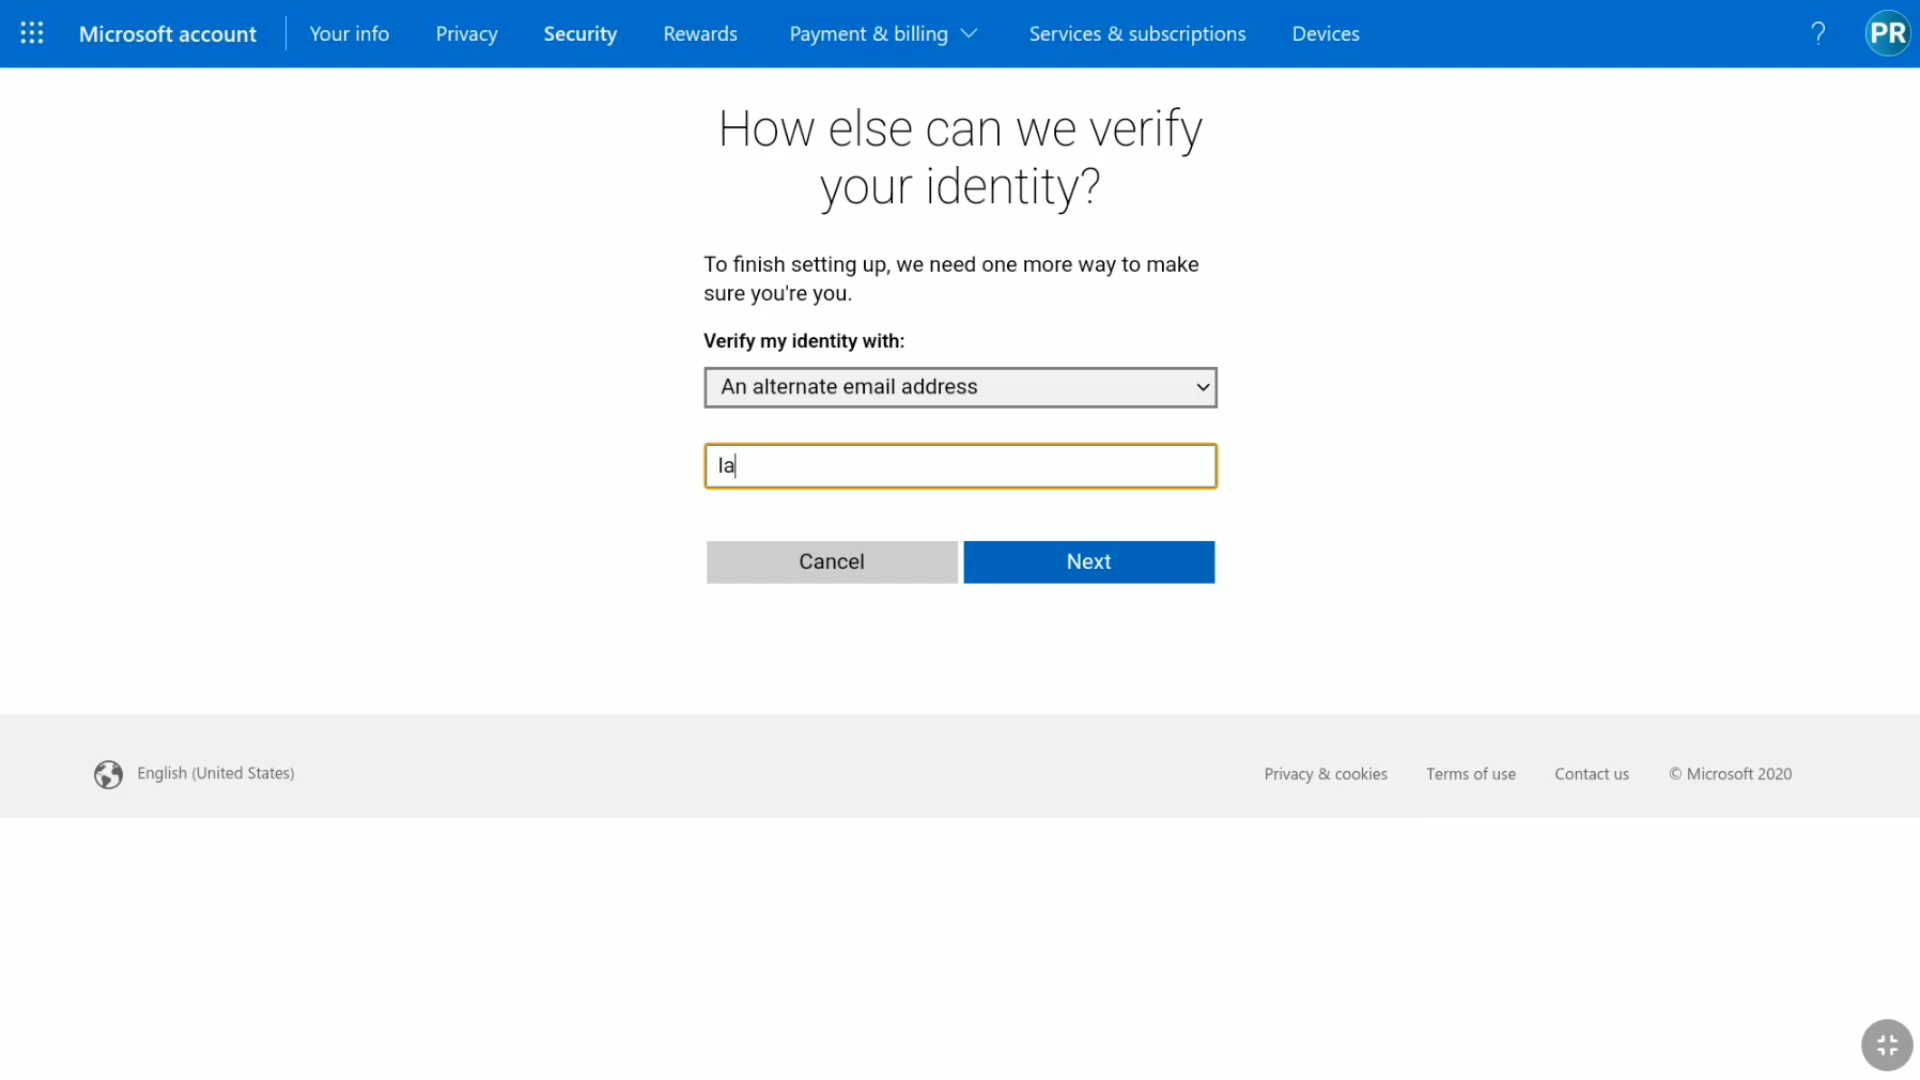 Microsoft account
Your info
Privacy
Security
Rewards
Payment & billing
Services & subscriptions
Devices
?
PR
How else can we verify
your identity?
To finish setting up, we need one more way to make
sure you're you.
Verify my identity with:
An alternate email address
la
Cancel
Next
English (United States)
Privacy & cookies
Terms of use
Contact us
© Microsoft 2020